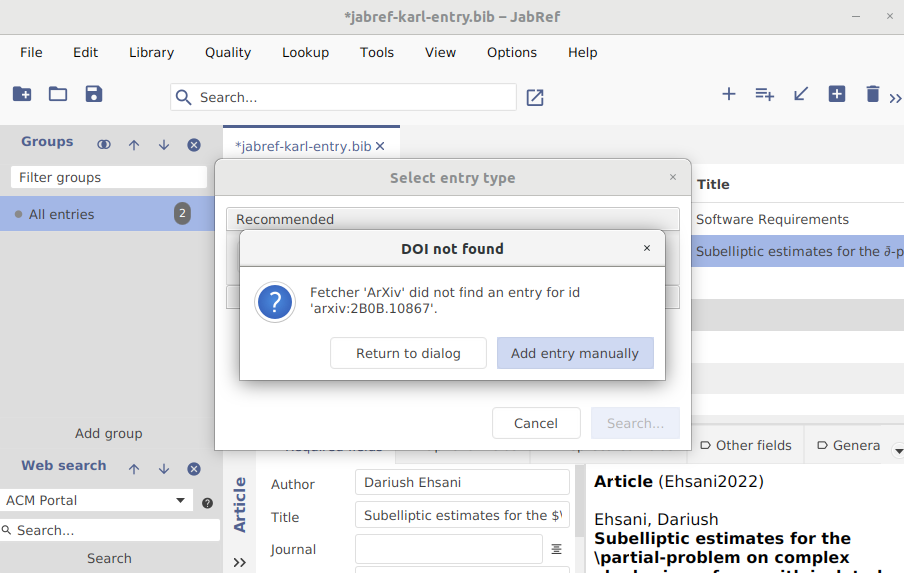 *jabref-karl-entry.bib – JabRef
File Edit Library Quality Lookup Tools View Options Help
Search...
Groups
*jabref-karl-entry.bib
Filter groups
Select entry type
Title
All entries 2
Recommended
Software Requirements
DOI not found
Subelliptic estimates for the ∂-p
Fetcher 'ArXiv' did not find an entry for id
'arxiv:2B0B.10867'.
Return to dialog Add entry manually
Cancel Search...
Add group
Other fields Genera
Web search
ACM Portal
Search...
Search
Article
Author Dariush Ehsani
Title Subelliptic estimates for the $\
Journal
Article (Ehsani2022)
Ehsani, Dariush
Subelliptic estimates for the
\partial-problem on complex